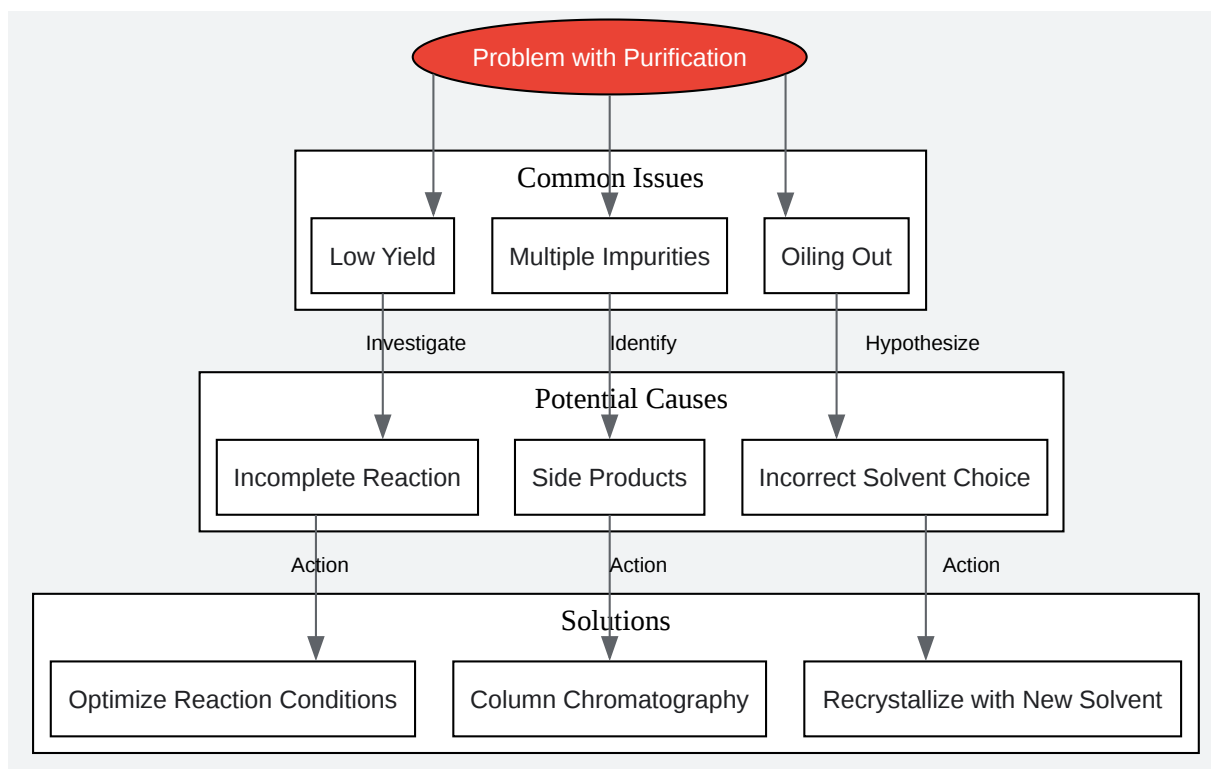 Problem with Purification
Common Issues
Low Yield
Multiple Impurities
Oiling Out
Investigate
Identify
Hypothesize
Potential Causes
Incomplete Reaction
Side Products
Incorrect Solvent Choice
Action
Action
Action
Solutions
Optimize Reaction Conditions
Column Chromatography
Recrystallize with New Solvent